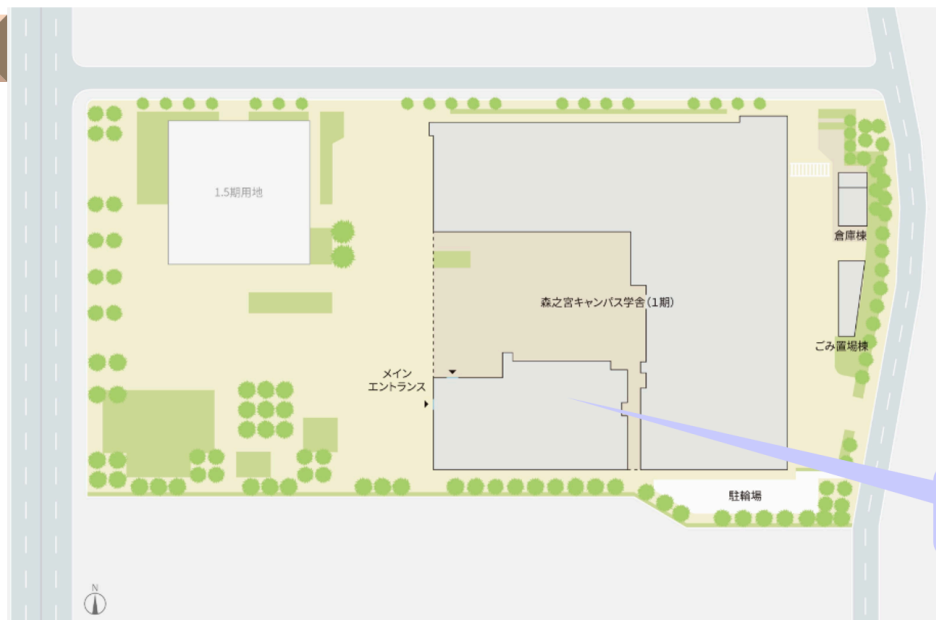 1.5期用地
倉庫棟
森之宮キャンパス学舎（1期）
ごみ置場棟
メイン
エントランス
駐輪場
N